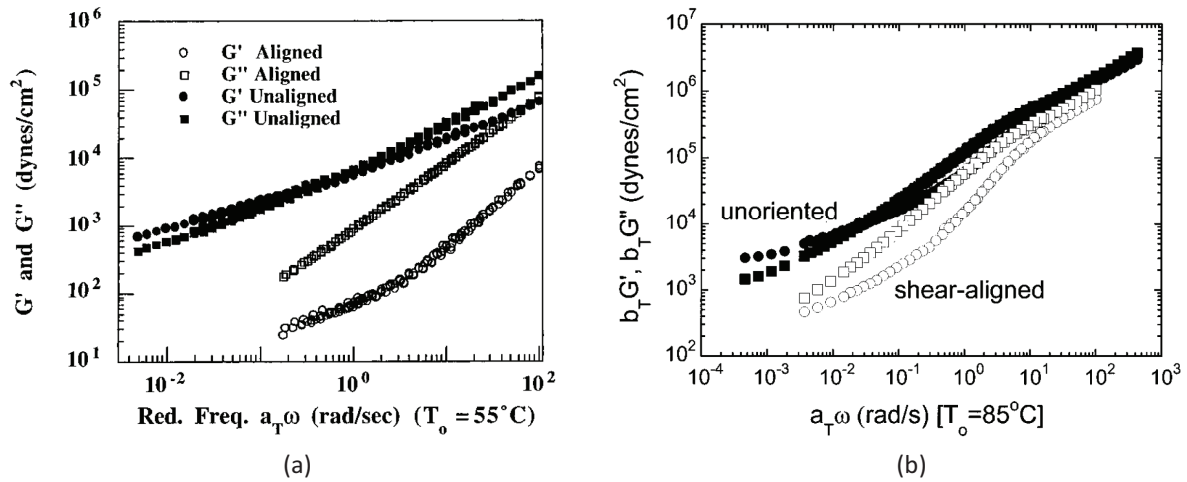 10^6
10^5
10^4
10^3
10^2
10^1
G' and G'' (dynes/cm^2)
G' Aligned
G'' Aligned
G' Unaligned
G'' Unaligned
10^-2
10^0
10^2
Red. Freq. a_Tω (rad/sec) (T_o = 55°C)
(a)
10^7
10^6
10^5
10^4
10^3
10^2
b_TG', b_TG'' (dynes/cm^2)
unoriented
shear-aligned
10^-4
10^-3
10^-2
10^-1
10^0
10^1
10^2
10^3
a_Tω (rad/s) [T_o=85°C]
(b)